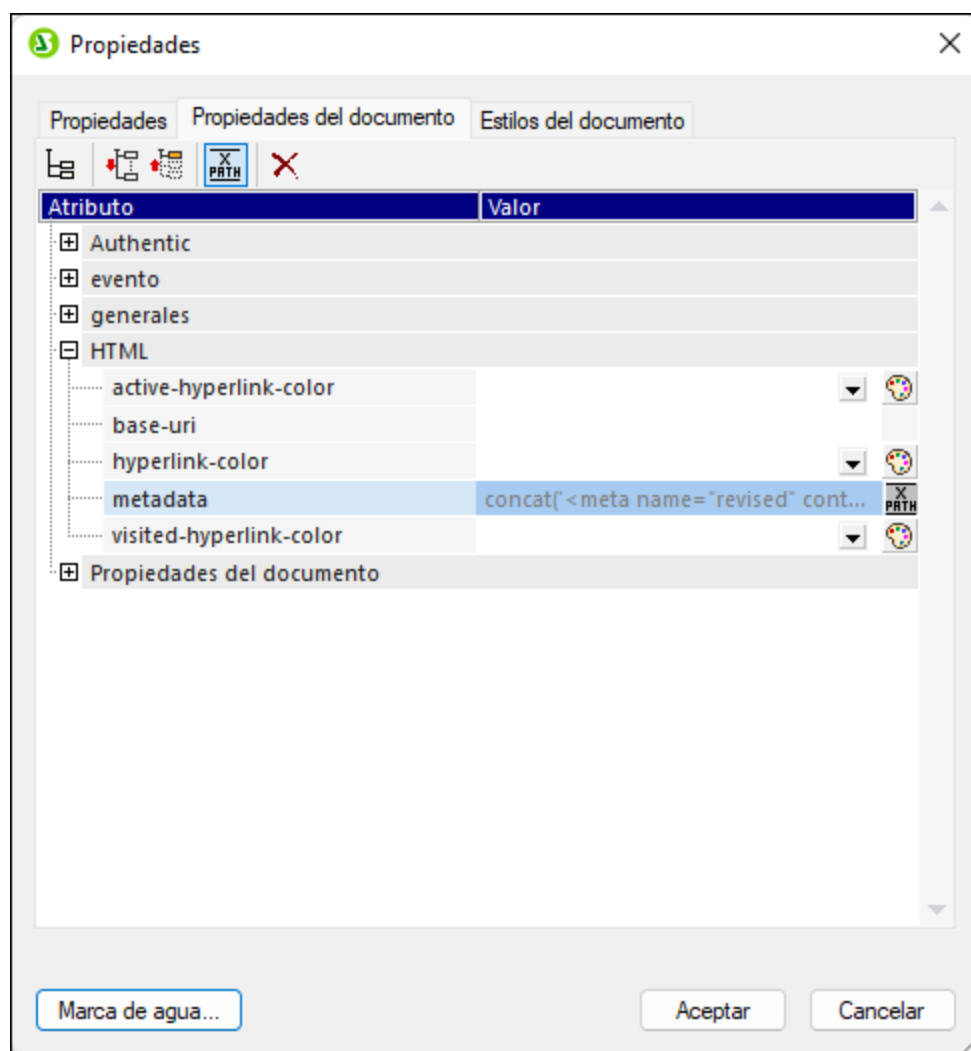 Propiedades
Propiedades Propiedades del documento Estilos del documento
X PATH
Atributo Valor
Authentic
evento
generales
HTML
active-hyperlink-color
base-uri
hyperlink-color
metadata concat('<meta name="revised" cont... X PATH
visited-hyperlink-color
Propiedades del documento
Marca de agua... Aceptar Cancelar